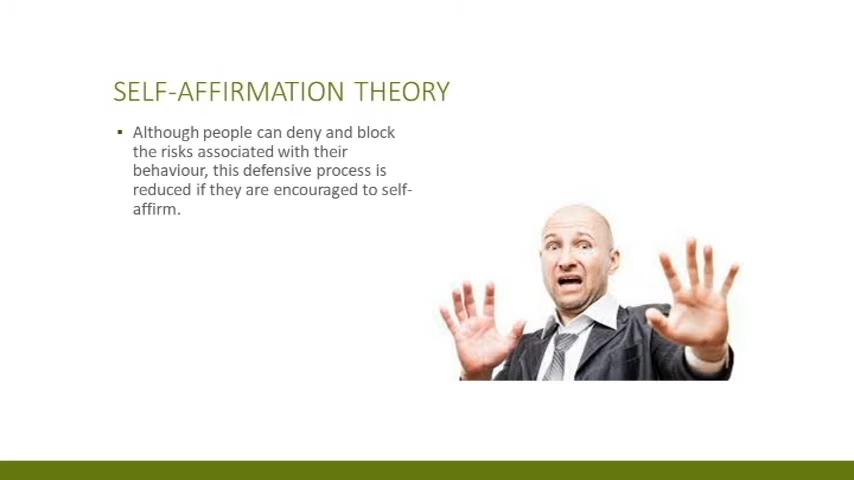 SELF-AFFIRMATION THEORY
▪ Although people can deny and block
the risks associated with their
behaviour, this defensive process is
reduced if they are encouraged to self-
affirm.